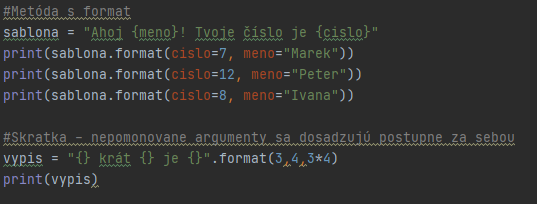 #Metóda s format
sablona = "Ahoj {meno}! Tvoje číslo je {cislo}"
print(sablona.format(cislo=7, meno="Marek"))
print(sablona.format(cislo=12, meno="Peter"))
print(sablona.format(cislo=8, meno="Ivana"))
#Skratka – nepomonovane argumenty sa dosadzujú postupne za sebou
vypis = "{} krát {} je {}".format(3,4,3*4)
print(vypis)